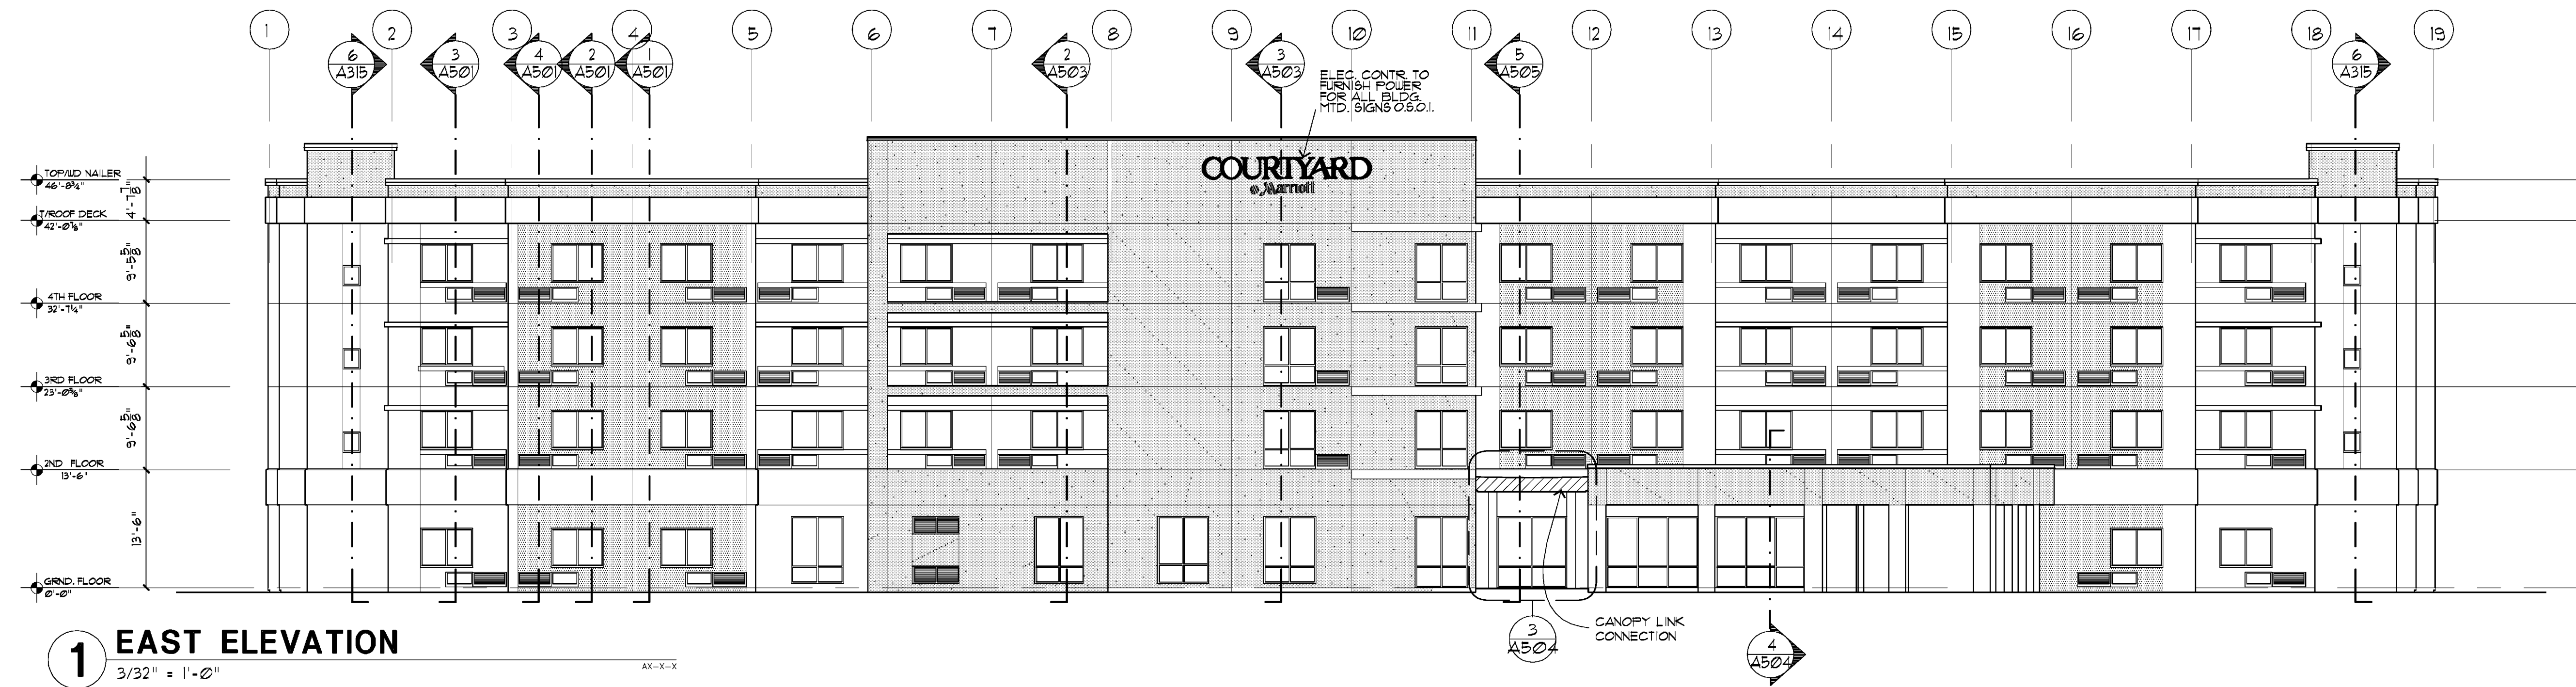 1 2 3 4 5 6 7 8 9 10 11 12 13 14 15 16 17 18 19
6 A315
3 A501
4 A501
2 A501
1 A501
2 A503
3 A503
5 A505
6 A315
ELEC. CONTR. TO
FURNISH POWER
FOR ALL BLDG.
MTD. SIGNS O.S.O.I.
COURTYARD
Marriott
TOP/WD NAILER
46'-8¾"
4'-7⅞"
T/ROOF DECK
42'-0⅞"
9'-5⅝"
4TH FLOOR
32'-7¼"
9'-6⅝"
3RD FLOOR
23'-0⅝"
9'-6⅝"
2ND FLOOR
13'-6"
13'-6"
GRND. FLOOR
0'-0"
CANOPY LINK
CONNECTION
3 A504
4 A504
1 EAST ELEVATION
3/32" = 1'-0"
AX-X-X